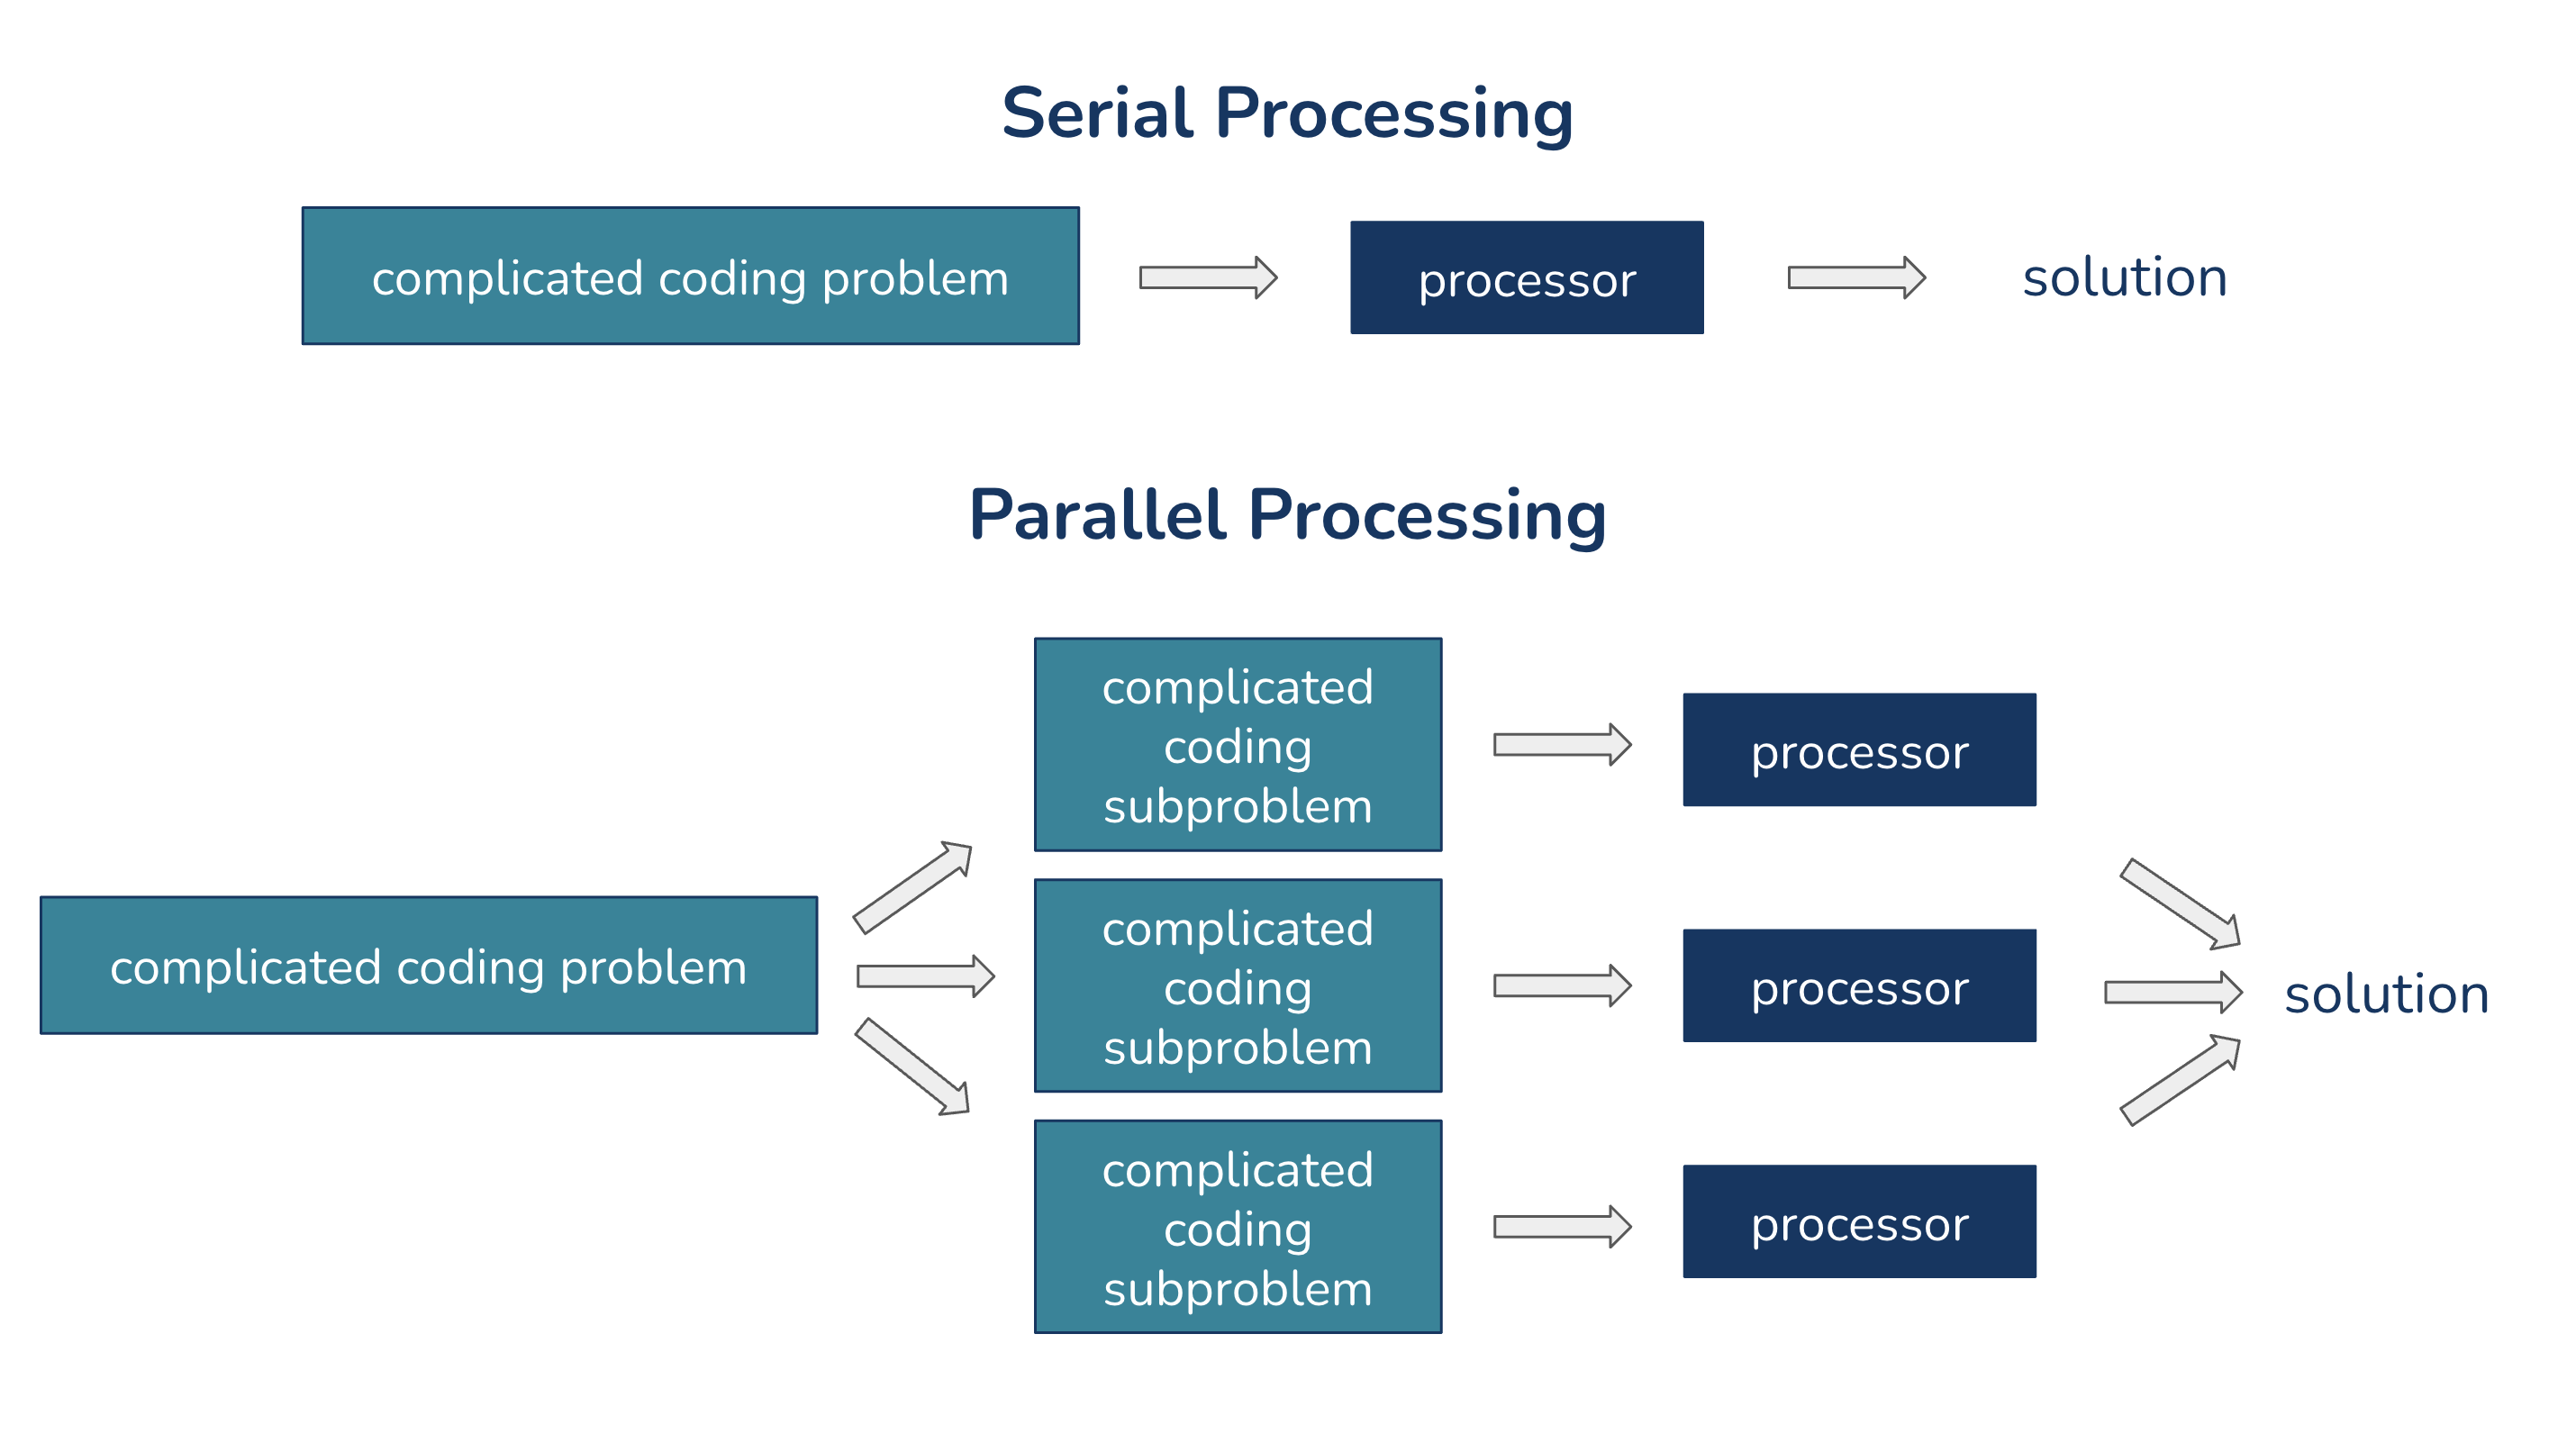 Serial Processing
complicated coding problem
processor
solution
Parallel Processing
complicated coding problem
complicated
coding
subproblem
processor
complicated
coding
subproblem
processor
complicated
coding
subproblem
processor
solution